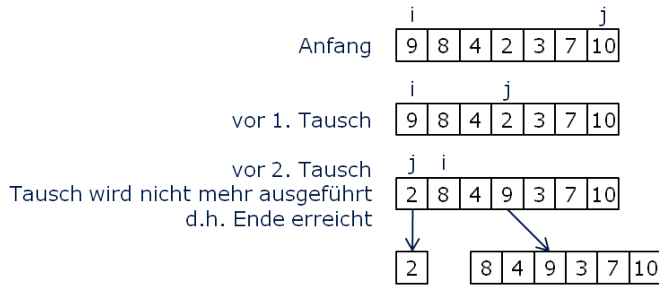 i j
Anfang 9 8 4 2 3 7 10
i j
vor 1. Tausch 9 8 4 2 3 7 10
vor 2. Tausch j i
Tausch wird nicht mehr ausgeführt 2 8 4 9 3 7 10
d.h. Ende erreicht
2 8 4 9 3 7 10